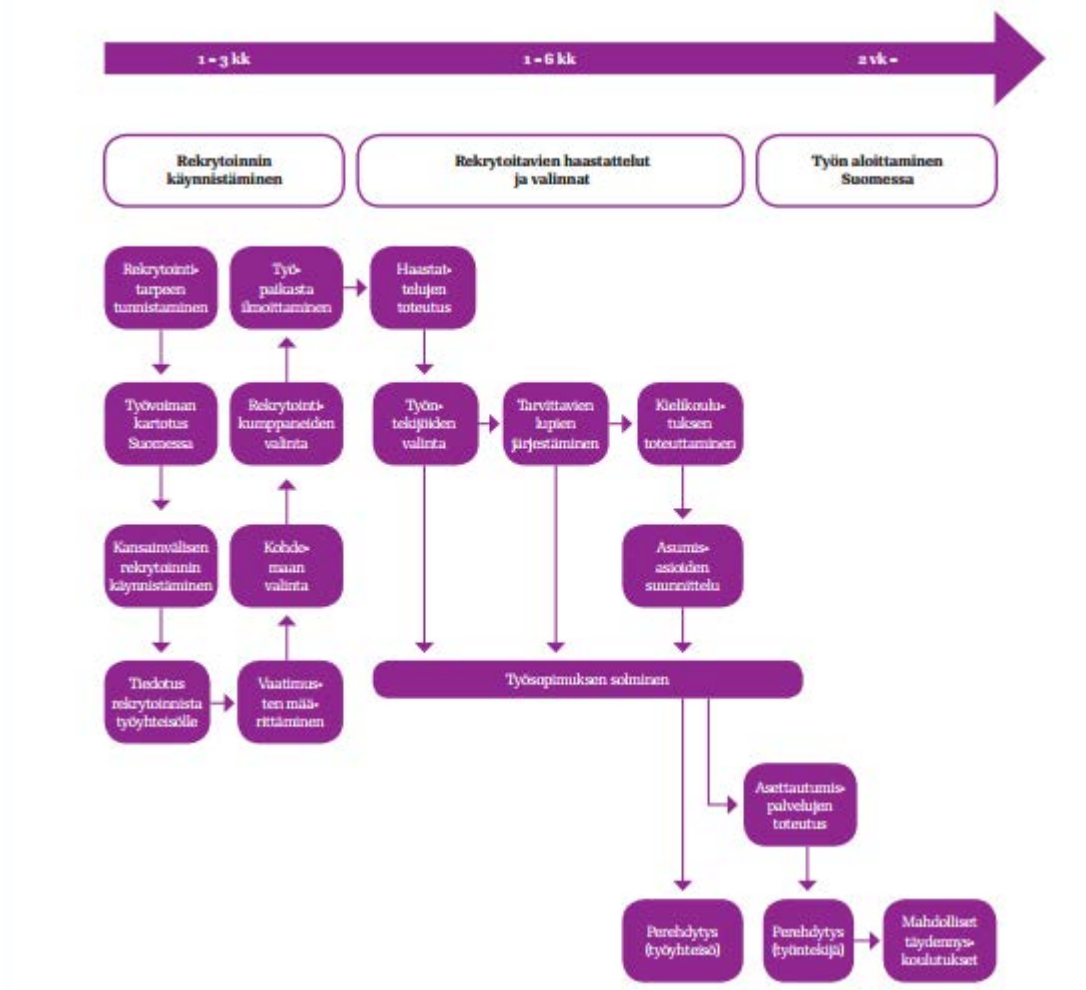 1 – 3 kk
1 – 6 kk
2 vk –
Rekrytoinnin
käynnistäminen
Rekrytoitavien haastattelut
ja valinnat
Työn aloittaminen
Suomessa
Rekrytointi-
tarpeen
tunnistaminen
Työ-
paikasta
ilmoittaminen
Haastat-
telujen
toteutus
Työvoiman
kartotus
Suomessa
Rekrytointi-
kumppaneiden
valinta
Työn-
tekijöiden
valinta
Tarvittavien
lupien
järjestäminen
Kielikoulu-
tuksen
toteuttaminen
Kansainvälisen
rekrytoinnin
käynnistäminen
Kohde-
maan
valinta
Asumis-
asioiden
suunnittelu
Tiedotus
rekrytoinnista
työyhteisölle
Vaatimus-
ten mää-
rittäminen
Työsopimuksen solminen
Asettautumis-
palvelujen
toteutus
Perehdytys
(työyhteisö)
Perehdytys
(työntekijä)
Mahdolliset
täydennys-
koulutukset